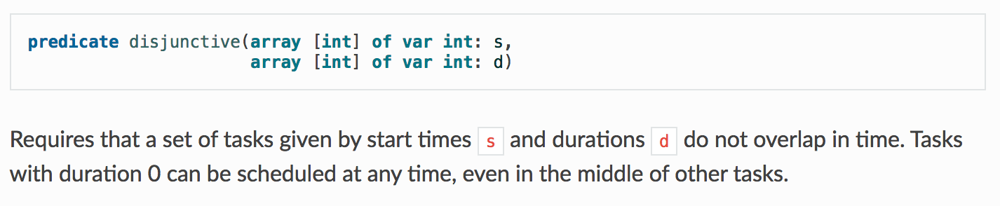 predicate disjunctive(array [int] of var int: s,
array [int] of var int: d)
Requires that a set of tasks given by start times s and durations d do not overlap in time. Tasks
with duration 0 can be scheduled at any time, even in the middle of other tasks.